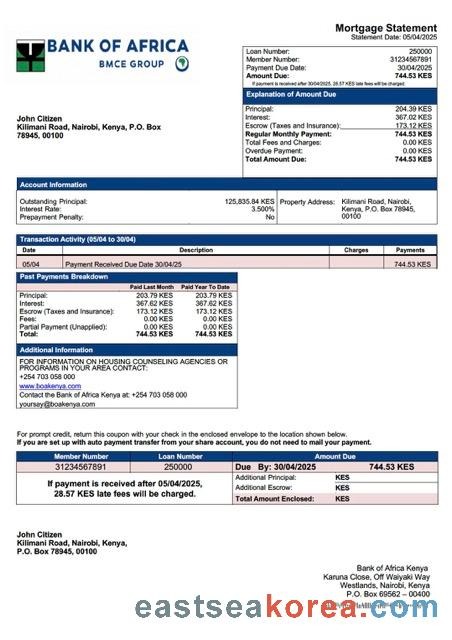 Mortgage Statement
Statement Date: 05/04/2025
BANK OF AFRICA
BMCE GROUP
Loan Number: 250000
Member Number: 31234567891
Payment Due Date: 30/04/2025
Amount Due: 744.53 KES
If payment is received after 30/04/2025, 28.57 KES late fees will be charged.
Explanation of Amount Due
Principal: 204.39 KES
Interest: 367.02 KES
Escrow (Taxes and Insurance): 173.12 KES
Regular Monthly Payment: 744.53 KES
Total Fees and Charges: 0.00 KES
Overdue Payment: 0.00 KES
Total Amount Due: 744.53 KES
John Citizen
Kilimani Road, Nairobi, Kenya, P.O. Box
78945, 00100
Account Information
Outstanding Principal: 125,835.84 KES
Interest Rate: 3.500%
Prepayment Penalty: No
Property Address: Kilimani Road, Nairobi,
Kenya, P.O. Box 78945,
00100
Transaction Activity (05/04 to 30/04)
Date Description Charges Payments
05/04 Payment Received Due Date 30/04/25 744.53 KES
Past Payments Breakdown
Paid Last Month Paid Year To Date
Principal: 203.79 KES 203.79 KES
Interest: 367.62 KES 367.62 KES
Escrow (Taxes and Insurance): 173.12 KES 173.12 KES
Fees: 0.00 KES 0.00 KES
Partial Payment (Unapplied): 0.00 KES 0.00 KES
Total: 744.53 KES 744.53 KES
Additional Information
FOR INFORMATION ON HOUSING COUNSELING AGENCIES OR
PROGRAMS IN YOUR AREA CONTACT:
+254 703 058 000
www.boakenya.com
Contact the Bank of Africa Kenya at: +254 703 058 000
yoursay@boakenya.com
For prompt credit, return this coupon with your check in the enclosed envelope to the location shown below.
If you are set up with auto payment transfer from your share account, you do not need to mail your payment.
Member Number Loan Number Amount Due
31234567891 250000 Due By: 30/04/2025 744.53 KES
If payment is received after 05/04/2025,
28.57 KES late fees will be charged.
Additional Principal: KES
Additional Escrow: KES
Total Amount Enclosed: KES
John Citizen
Kilimani Road, Nairobi, Kenya,
P.O. Box 78945, 00100
Bank of Africa Kenya
Karuna Close, Off Waiyaki Way
Westlands, Nairobi, Kenya
P.O. Box 69562 – 00400
eastseakorea.com